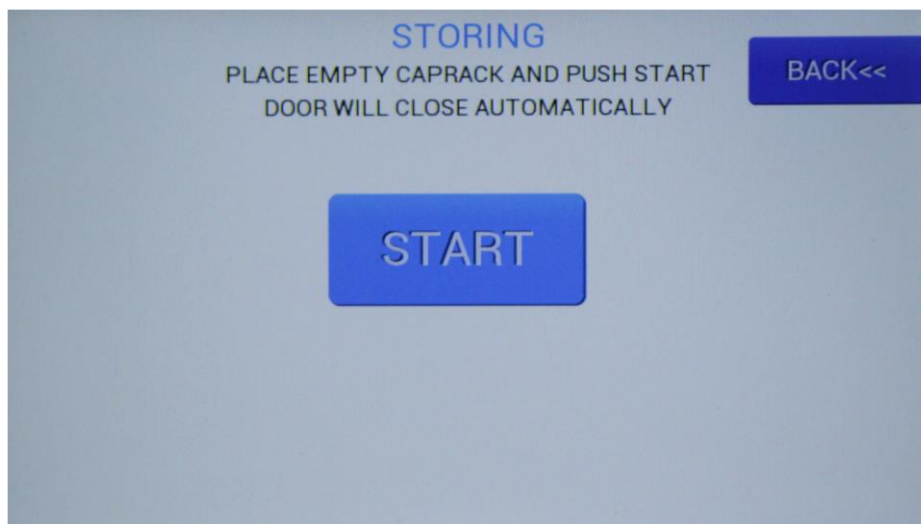 STORING
PLACE EMPTY CAPRACK AND PUSH START
DOOR WILL CLOSE AUTOMATICALLY
BACK<<
START